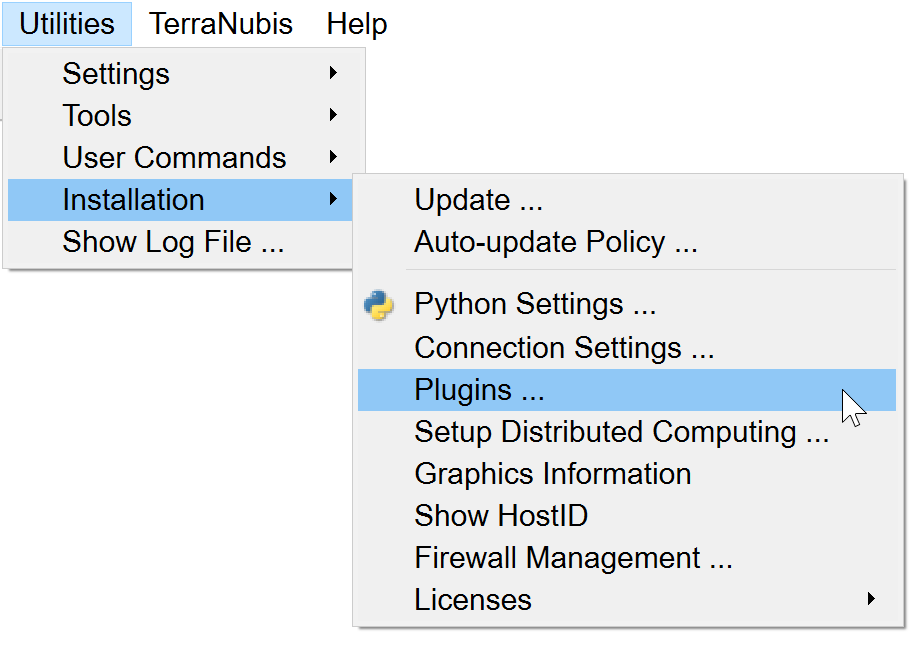 Utilities TerraNubis Help
Settings
Tools
User Commands
Installation
Show Log File ...
Update ...
Auto-update Policy ...
Python Settings ...
Connection Settings ...
Plugins ...
Setup Distributed Computing ...
Graphics Information
Show HostID
Firewall Management ...
Licenses